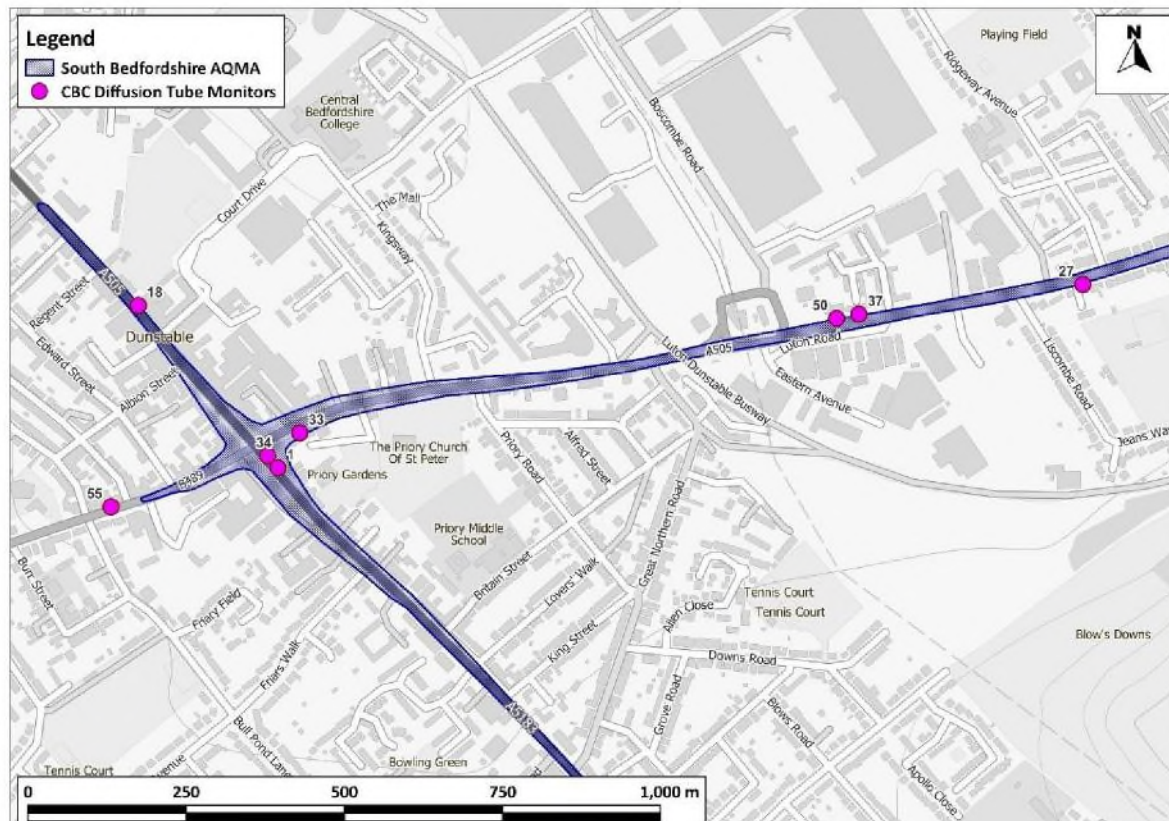 Legend
South Bedfordshire AQMA
CBC Diffusion Tube Monitors
N
Playing Field
Ridgeway Avenue
Central
Bedfordshire
College
Boscombe Road
Court Drive
The Mall
Kingsway
A505
Regent Street
18
27
50
37
Dunstable
Luton Road
A505
Edward Street
Albion Street
Luton Dunstable Busway
Eastern Avenue
Liscombe Road
33
34
1
The Priory Church
Of St Peter
Priory Gardens
Priory Road
Alfred Street
Jeans Way
B489
55
Priory Middle
School
Great Northern Road
Burr Street
Britain Street
Lovers' Walk
Friary Field
Friars Walk
King Street
Allen Close
Tennis Court
Tennis Court
Blow's Downs
Downs Road
A5183
Grove Road
Blows Road
Bull Pond Lane
Bowling Green
Tennis Court
Avenue
Apollo Close
0 250 500 750 1,000 m